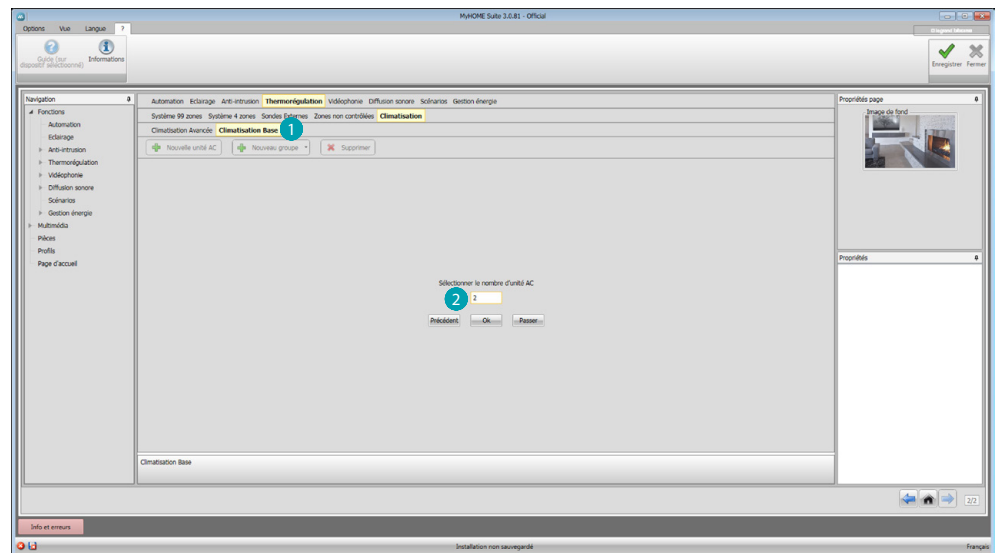 MyHOME Suite 3.0.81 - Official
Options Vue Langue ?
Guide (sur dispositif sélectionné)
Informations
Enregistrer Fermer
Navigation
Fonctions
Automation
Eclairage
Anti-intrusion
Thermorégulation
Vidéophonie
Diffusion sonore
Scénarios
Gestion énergie
Multimédia
Pièces
Profils
Page d'accueil
Automation Eclairage Anti-intrusion Thermorégulation Vidéophonie Diffusion sonore Scénarios Gestion énergie
Système 99 zones Système 4 zones Sondes Externes Zones non contrôlées Climatisation
Climatisation Avancée Climatisation Base 1
Nouvelle unité AC Nouveau groupe Supprimer
Sélectionner le nombre d'unité AC
2 2
Précédent Ok Passer
Climatisation Base
Propriétés page
Image de fond
Propriétés
2/2
Info et erreurs
Installation non sauvegardé
Français